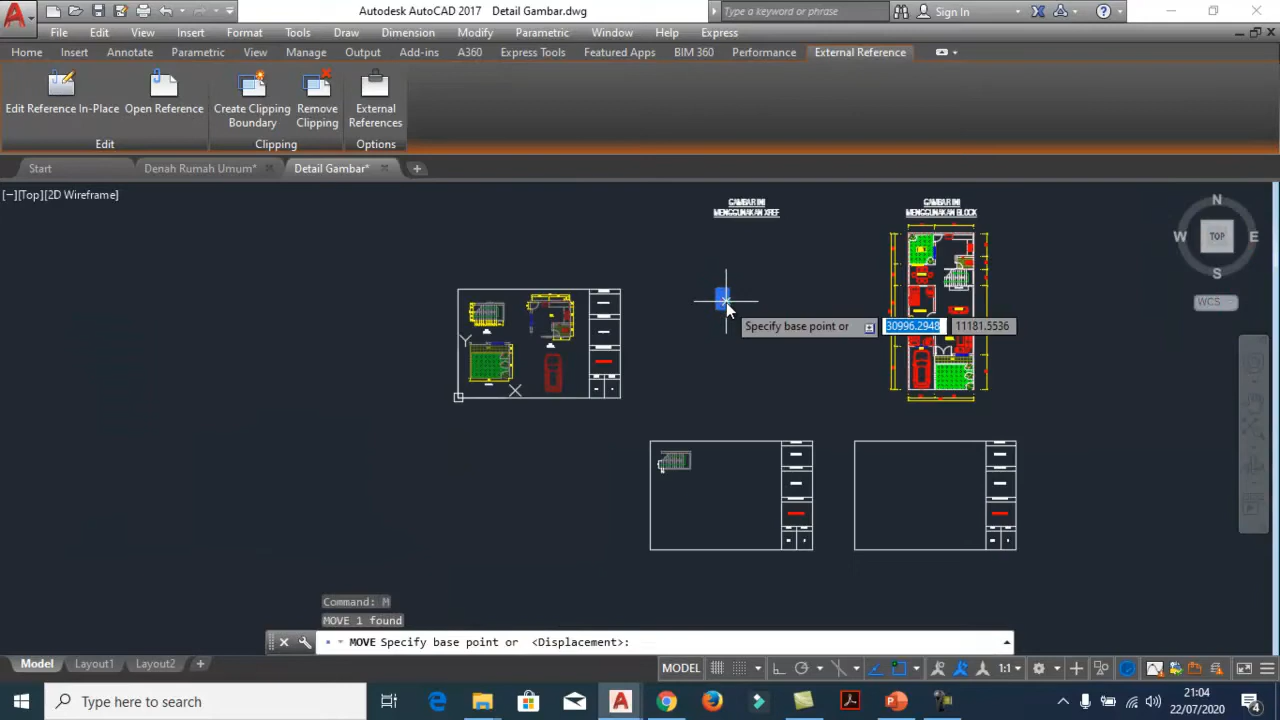 Autodesk AutoCAD 2017 Detail Gambar.dwg
Type a keyword or phrase
Sign In
File Edit View Insert Format Tools Draw Dimension Modify Parametric Window Help Express
Home Insert Annotate Parametric View Manage Output Add-ins A360 Express Tools Featured Apps BIM 360 Performance External Reference
Edit Reference In-Place
Open Reference
Create Clipping Boundary
Remove Clipping
External References
Edit
Clipping
Options
Start
Denah Rumah Umum*
Detail Gambar*
[−][Top][2D Wireframe]
GAMBAR INI
MENGGUNAKAN XREF
GAMBAR INI
MENGGUNAKAN BLOCK
N
W TOP E
S
WCS
Y
X
Specify base point or 30996.2948 11181.5536
Command: M
MOVE 1 found
MOVE Specify base point or <Displacement>:
Model Layout1 Layout2
MODEL
1:1
Type here to search
21:04
22/07/2020
4